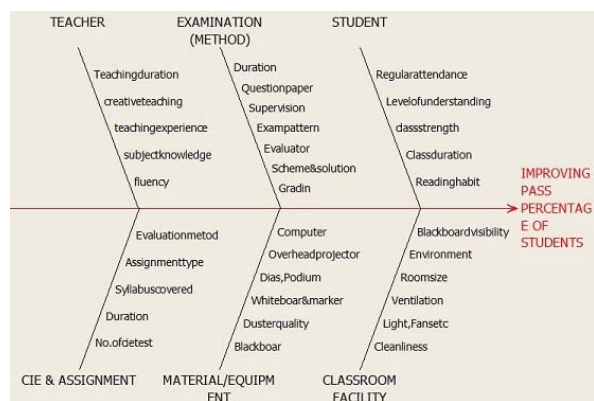 TEACHER
EXAMINATION
(METHOD)
STUDENT
Teachingduration
creativeteaching
teachingexperience
subjectknowledge
fluency
Duration
Questionpaper
Supervision
Exampattern
Evaluator
Scheme&solution
Gradin
Regularattendance
Levelofunderstanding
classstrength
Classduration
Readinghabit
IMPROVING
PASS
PERCENTAG
E OF
STUDENTS
Evaluationmetod
Assignmenttype
Syllabuscovered
Duration
No.ofcietest
Computer
Overheadprojector
Dias,Podium
Whiteboar&marker
Dusterquality
Blackboar
Blackboardvisibility
Environment
Roomsize
Ventilation
Light,Fansetc
Cleanliness
CIE & ASSIGNMENT
MATERIAL/EQUIPM
ENT
CLASSROOM
FACILITY